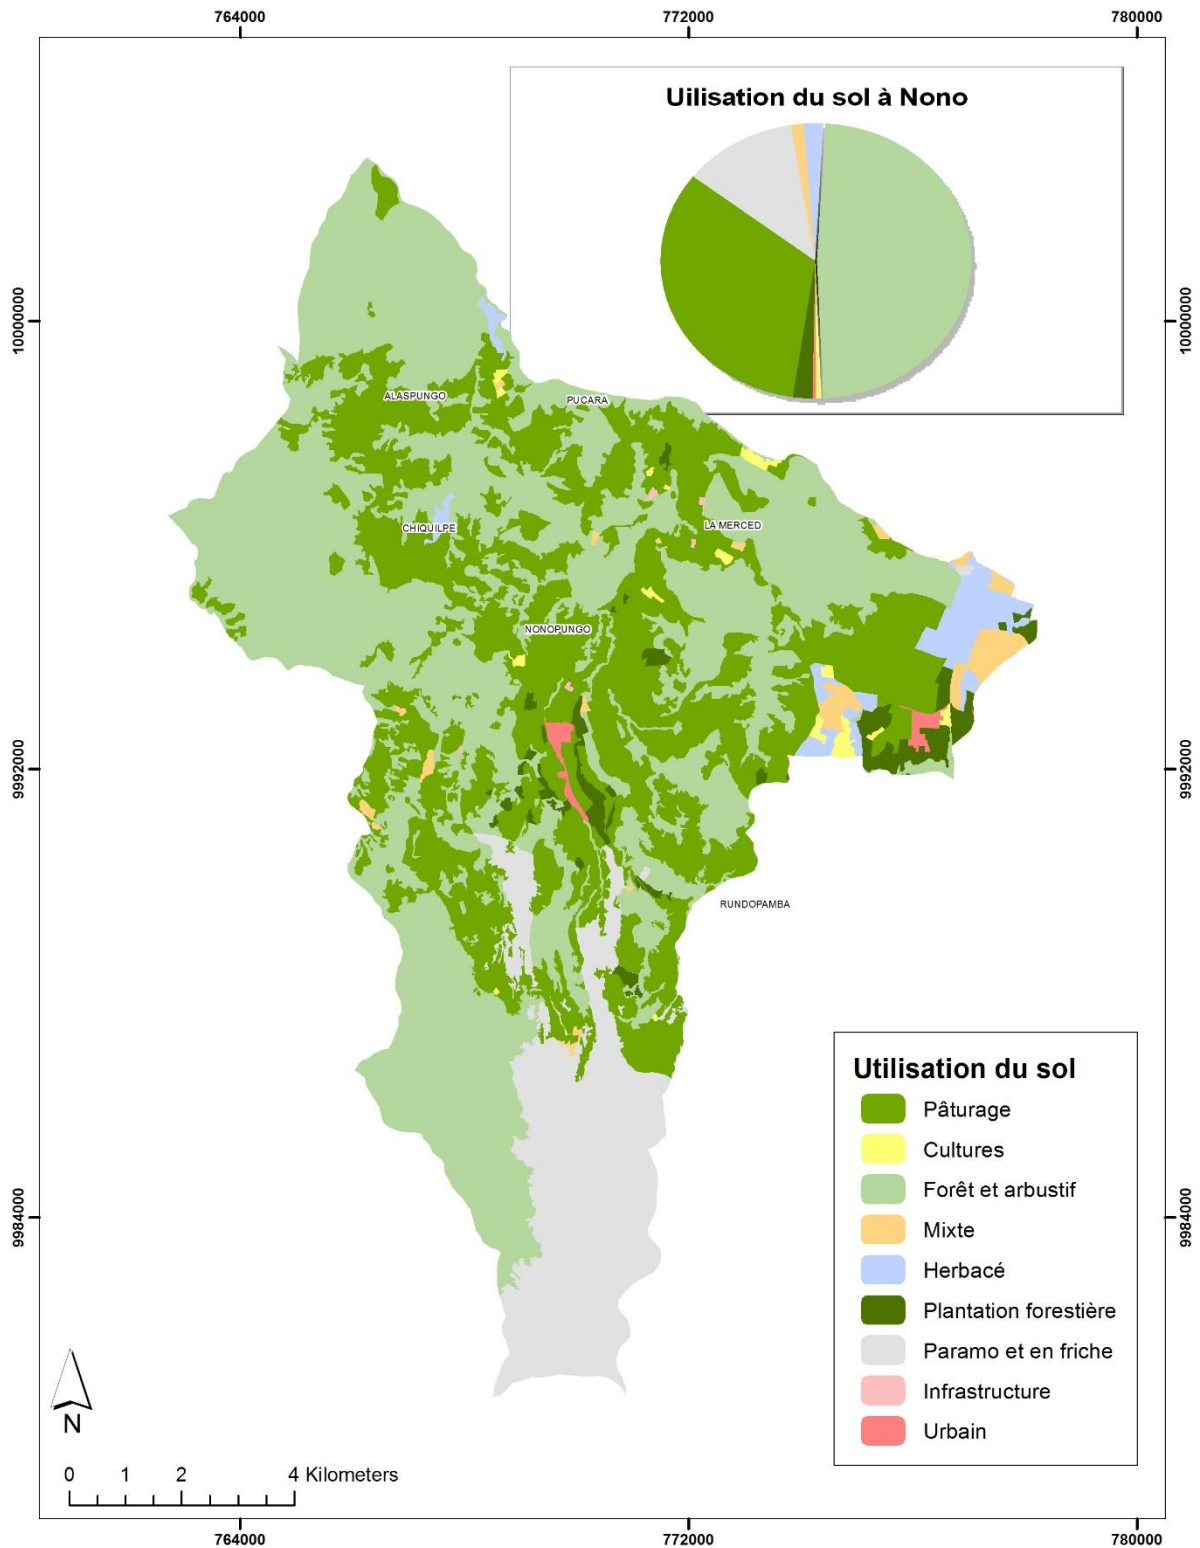 764000 772000 780000
Uilisation du sol à Nono
10000000 10000000
ALASPUNGO
PUCARA
CHIQUILPE
LA MERCED
NONOPUNGO
9992000 9992000
RUNDOPAMBA
Utilisation du sol
Pâturage
Cultures
Forêt et arbustif
Mixte
Herbacé
Plantation forestière
Paramo et en friche
Infrastructure
Urbain
9984000 9984000
N
0 1 2 4 Kilometers
764000 772000 780000